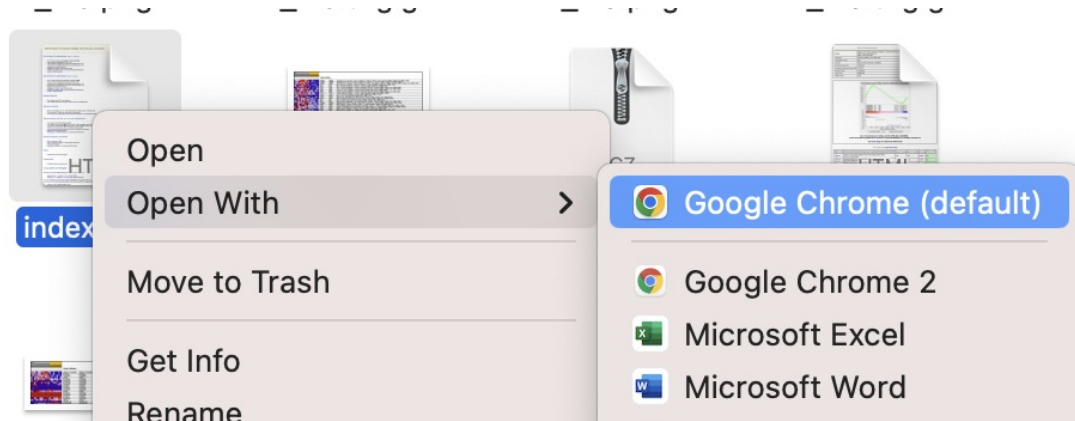 Open
Open With
Google Chrome (default)
index
Move to Trash
Google Chrome 2
Microsoft Excel
Get Info
Microsoft Word
Rename